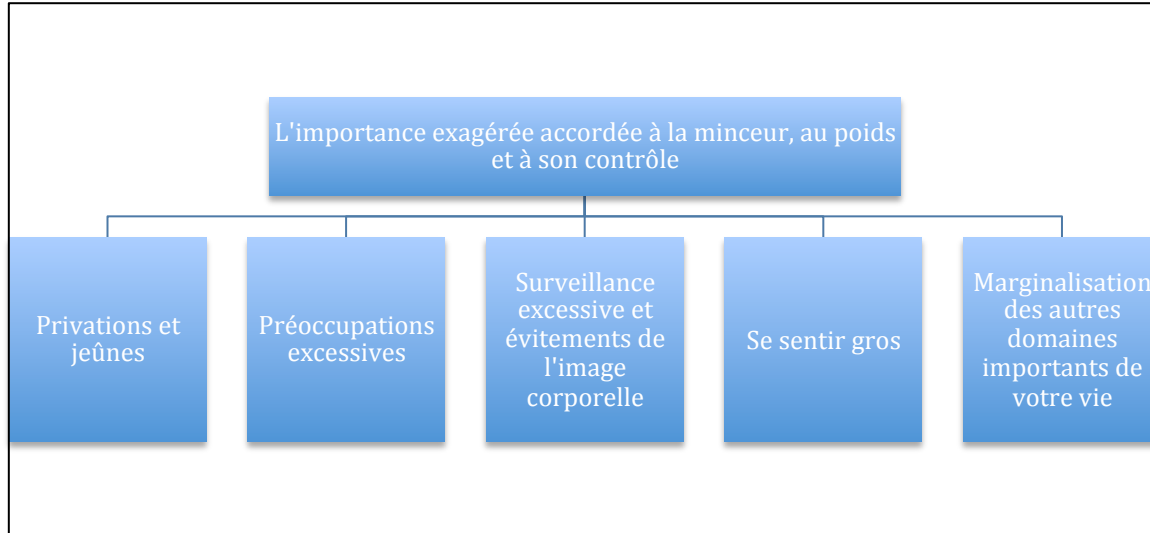 L'importance exagérée accordée à la minceur, au poids
et à son contrôle
Privations et
jeûnes
Préoccupations
excessives
Surveillance
excessive et
évitements de
l'image
corporelle
Se sentir gros
Marginalisation
des autres
domaines
importants de
votre vie